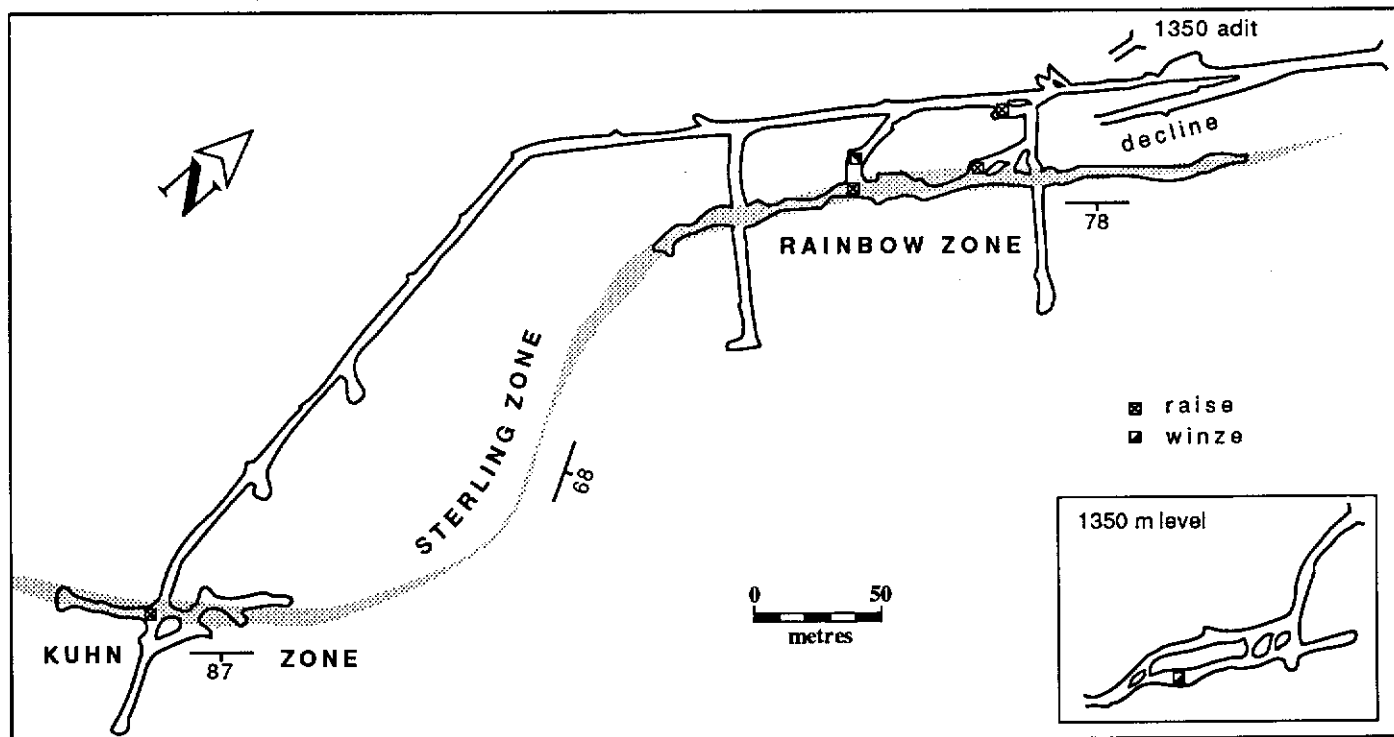 1350 adit
N
decline
78
RAINBOW ZONE
STERLING ZONE
68
raise
winze
0 50
metres
1350 m level
KUHN ZONE
87